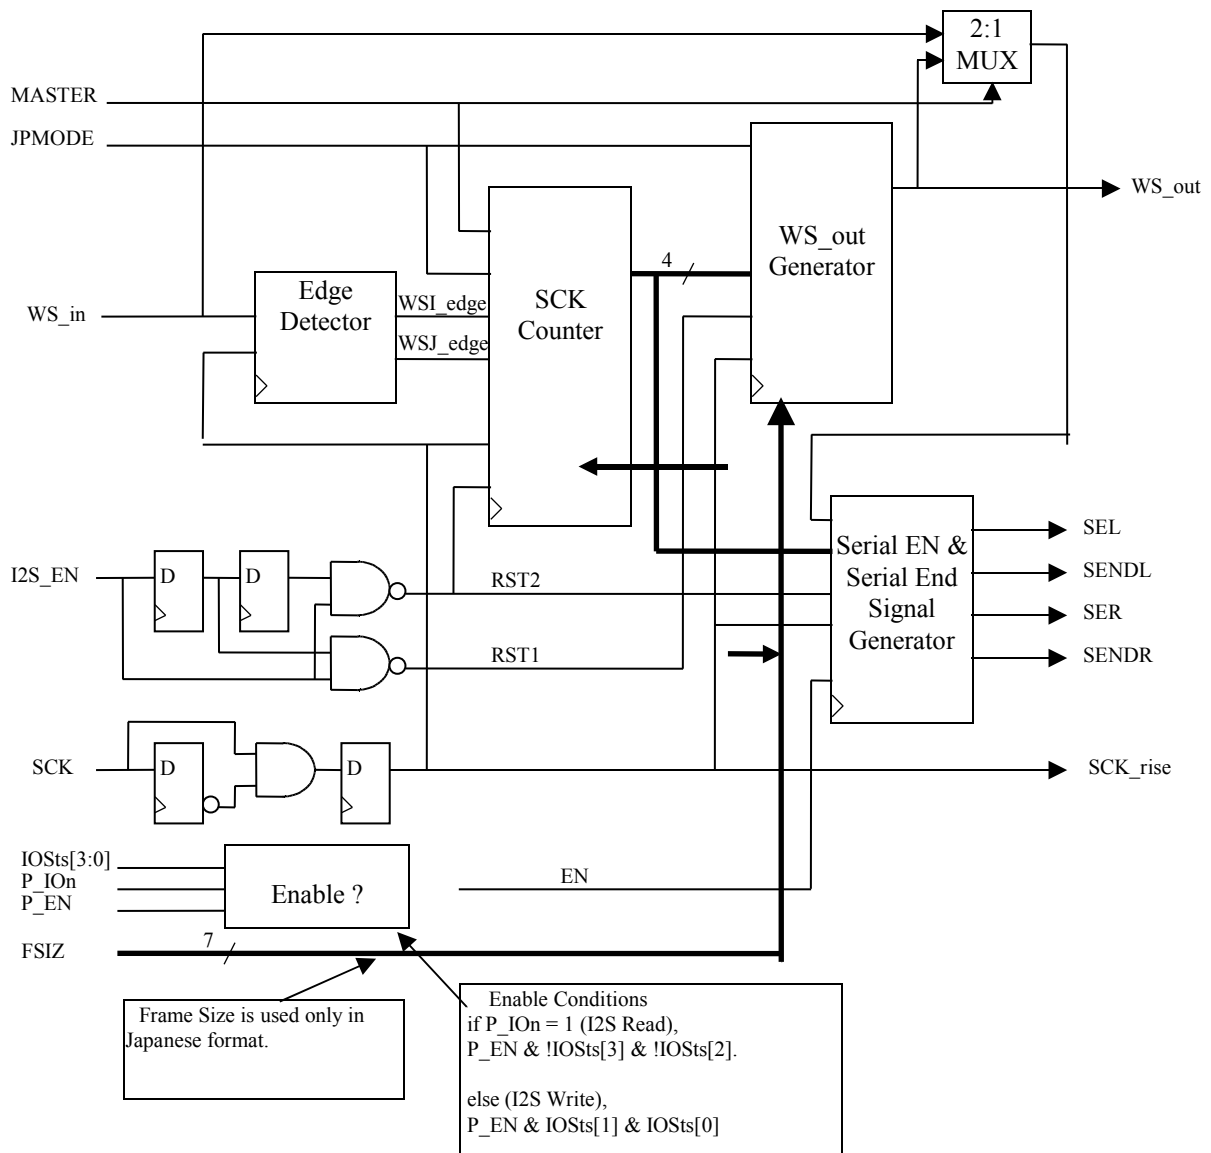 2:1
MUX
MASTER
JPMODE
WS_out
WS_out
Generator
4
Edge
Detector
SCK
Counter
WSI_edge
WS_in
WSJ_edge
SEL
Serial EN &
Serial End
Signal
Generator
SENDL
SER
SENDR
I2S_EN
D
D
RST2
RST1
SCK
D
D
SCK_rise
IOSts[3:0]
P_IOn
P_EN
Enable ?
EN
FSIZ
7
Frame Size is used only in
Japanese format.
Enable Conditions
if P_IOn = 1 (I2S Read),
P_EN & !IOSts[3] & !IOSts[2].
else (I2S Write),
P_EN & IOSts[1] & IOSts[0]